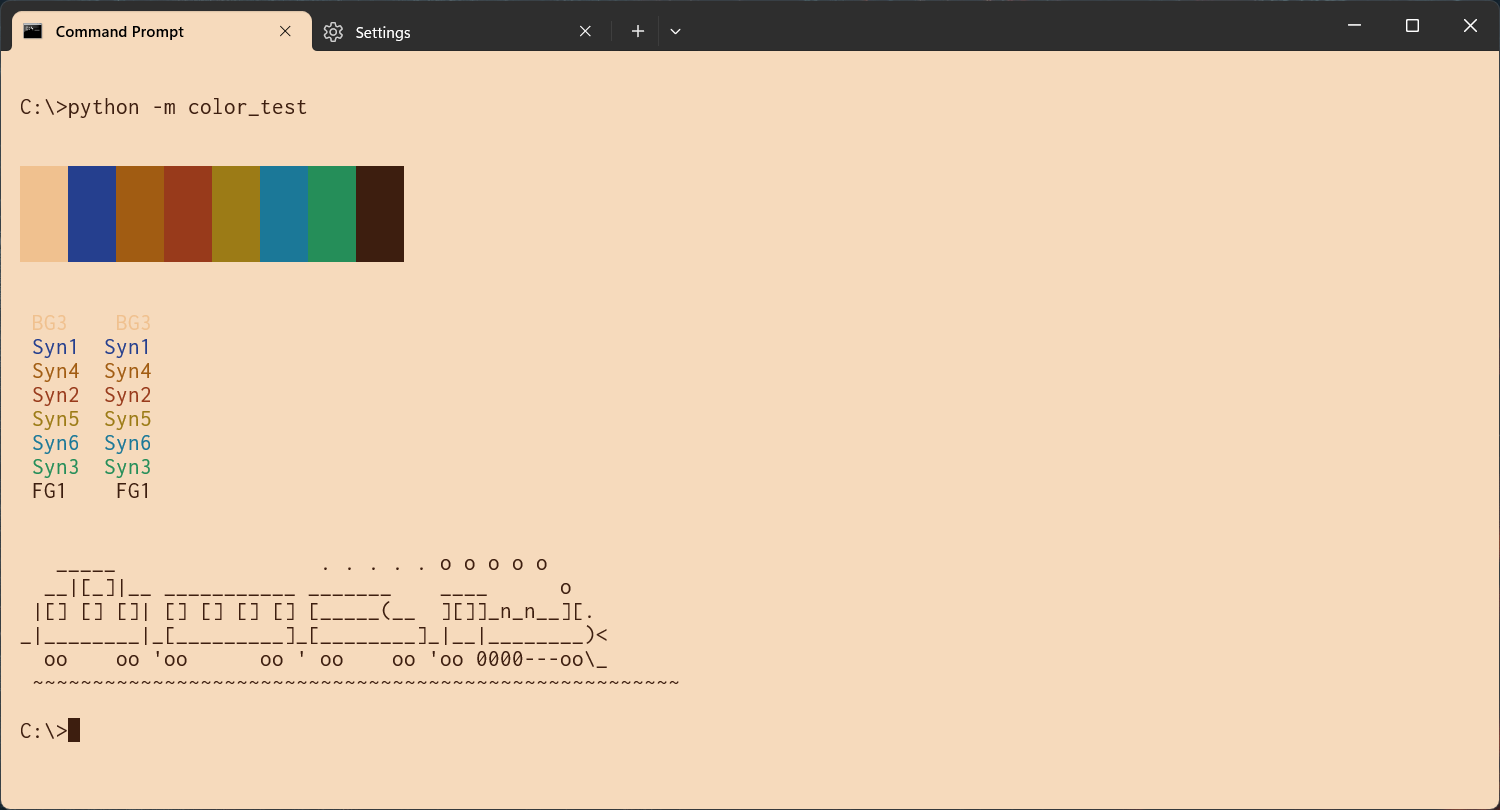 Command Prompt
Settings
C:\>python -m color_test
 BG3    BG3
 Syn1  Syn1
 Syn4  Syn4
 Syn2  Syn2
 Syn5  Syn5
 Syn6  Syn6
 Syn3  Syn3
 FG1    FG1
   _____                 . . . . . o o o o o
  __|[_]|__ ___________ _______    ____      o
 |[] [] []| [] [] [] [] [_____(__  ][]]_n_n__][.
_|________|_[_________]_[________]_|__|________)<
  oo    oo 'oo      oo ' oo    oo 'oo 0000---oo\_
 ~~~~~~~~~~~~~~~~~~~~~~~~~~~~~~~~~~~~~~~~~~~~~~~~~~~~~~
C:\>